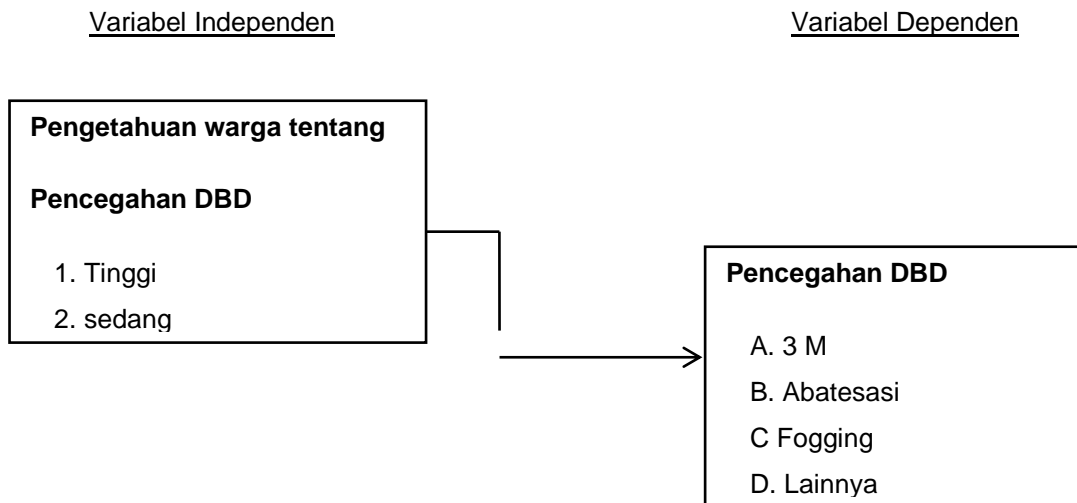 Variabel Independen
Variabel Dependen
Pengetahuan warga tentang
Pencegahan DBD
1. Tinggi
2. sedang
Pencegahan DBD
A. 3 M
B. Abatesasi
C Fogging
D. Lainnya